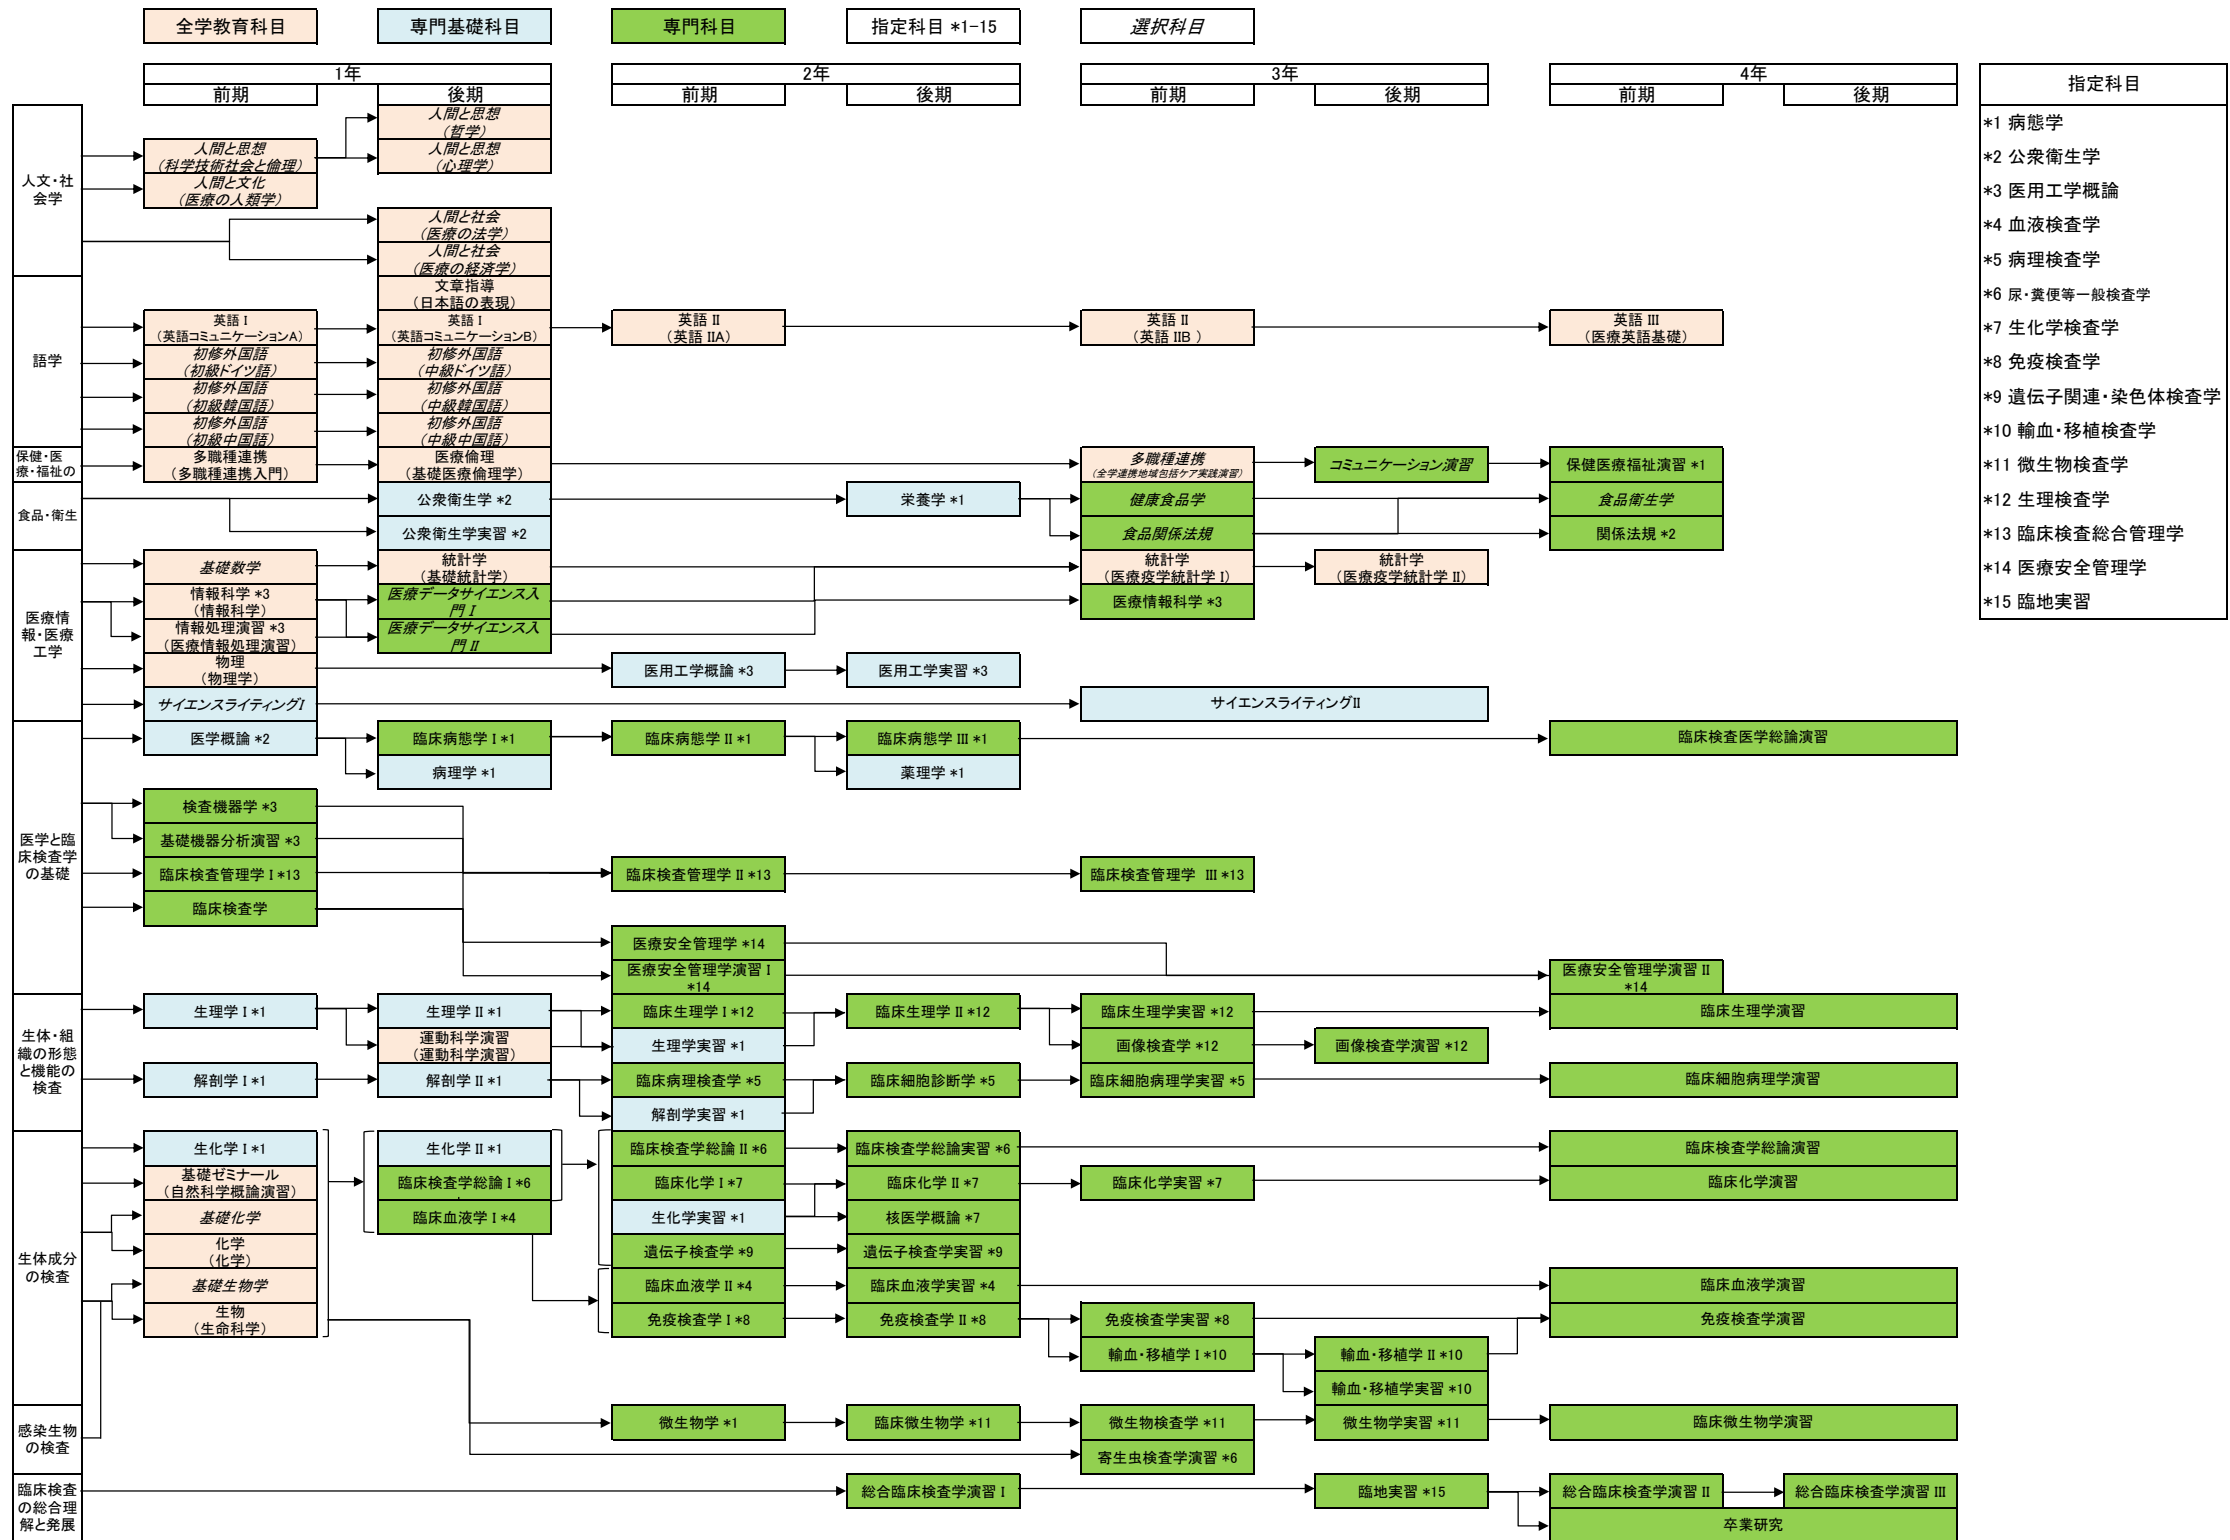 全学教育科目 専門基礎科目 専門科目 指定科目 *1-15 選択科目
1年 2年 3年 4年
前期 後期 前期 後期 前期 後期 前期 後期
指定科目
*1 病態学
*2 公衆衛生学
*3 医用工学概論
*4 血液検査学
*5 病理検査学
*6 尿・糞便等一般検査学
*7 生化学検査学
*8 免疫検査学
*9 遺伝子関連・染色体検査学
*10 輸血・移植検査学
*11 微生物検査学
*12 生理検査学
*13 臨床検査総合管理学
*14 医療安全管理学
*15 臨地実習
人文・社
会学
人間と思想
(科学技術社会と倫理)
人間と文化
(医療の人類学)
人間と思想
(哲学)
人間と思想
(心理学)
人間と社会
(医療の法学)
人間と社会
(医療の経済学)
語学
文章指導
(日本語の表現)
英語 I
(英語コミュニケーションA)
英語 I
(英語コミュニケーションB)
英語 II
(英語 IIA)
英語 II
(英語 IIB )
英語 III
(医療英語基礎)
初修外国語
(初級ドイツ語)
初修外国語
(中級ドイツ語)
初修外国語
(初級韓国語)
初修外国語
(中級韓国語)
初修外国語
(初級中国語)
初修外国語
(中級中国語)
保健・医
療・福祉の
多職種連携
(多職種連携入門)
医療倫理
(基礎医療倫理学)
多職種連携
(全学連携地域包括ケア実践演習)
コミュニケーション演習
保健医療福祉演習 *1
食品・衛生
公衆衛生学 *2
栄養学 *1
健康食品学
食品衛生学
公衆衛生学実習 *2
食品関係法規
関係法規 *2
医療情
報・医療
工学
基礎数学
統計学
(基礎統計学)
統計学
(医療疫学統計学 I)
統計学
(医療疫学統計学 II)
情報科学 *3
(情報科学)
医療データサイエンス入
門 I
医療情報科学 *3
情報処理演習 *3
(医療情報処理演習)
医療データサイエンス入
門 II
物理
(物理学)
医用工学概論 *3
医用工学実習 *3
サイエンスライティングI
サイエンスライティングII
医学と臨
床検査学
の基礎
医学概論 *2
臨床病態学 I *1
臨床病態学 II *1
臨床病態学 III *1
臨床検査医学総論演習
病理学 *1
薬理学 *1
検査機器学 *3
基礎機器分析演習 *3
臨床検査管理学 I *13
臨床検査管理学 II *13
臨床検査管理学 III *13
臨床検査学
医療安全管理学 *14
医療安全管理学演習 I
*14
医療安全管理学演習 II
*14
生体・組
織の形態
と機能の
検査
生理学 I *1
生理学 II *1
臨床生理学 I *12
臨床生理学 II *12
臨床生理学実習 *12
臨床生理学演習
運動科学演習
(運動科学演習)
生理学実習 *1
画像検査学 *12
画像検査学演習 *12
解剖学 I *1
解剖学 II *1
臨床病理検査学 *5
臨床細胞診断学 *5
臨床細胞病理学実習 *5
臨床細胞病理学演習
解剖学実習 *1
生体成分
の検査
生化学 I *1
生化学 II *1
臨床検査学総論 II *6
臨床検査学総論実習 *6
臨床検査学総論演習
基礎ゼミナール
(自然科学概論演習)
臨床検査学総論 I *6
臨床化学 I *7
臨床化学 II *7
臨床化学実習 *7
臨床化学演習
基礎化学
臨床血液学 I *4
生化学実習 *1
核医学概論 *7
化学
(化学)
遺伝子検査学 *9
遺伝子検査学実習 *9
基礎生物学
臨床血液学 II *4
臨床血液学実習 *4
臨床血液学演習
生物
(生命科学)
免疫検査学 I *8
免疫検査学 II *8
免疫検査学実習 *8
免疫検査学演習
輸血・移植学 I *10
輸血・移植学 II *10
輸血・移植学実習 *10
感染生物
の検査
微生物学 *1
臨床微生物学 *11
微生物検査学 *11
微生物学実習 *11
臨床微生物学演習
寄生虫検査学演習 *6
臨床検査
の総合理
解と発展
総合臨床検査学演習 I
臨地実習 *15
総合臨床検査学演習 II
総合臨床検査学演習 III
卒業研究